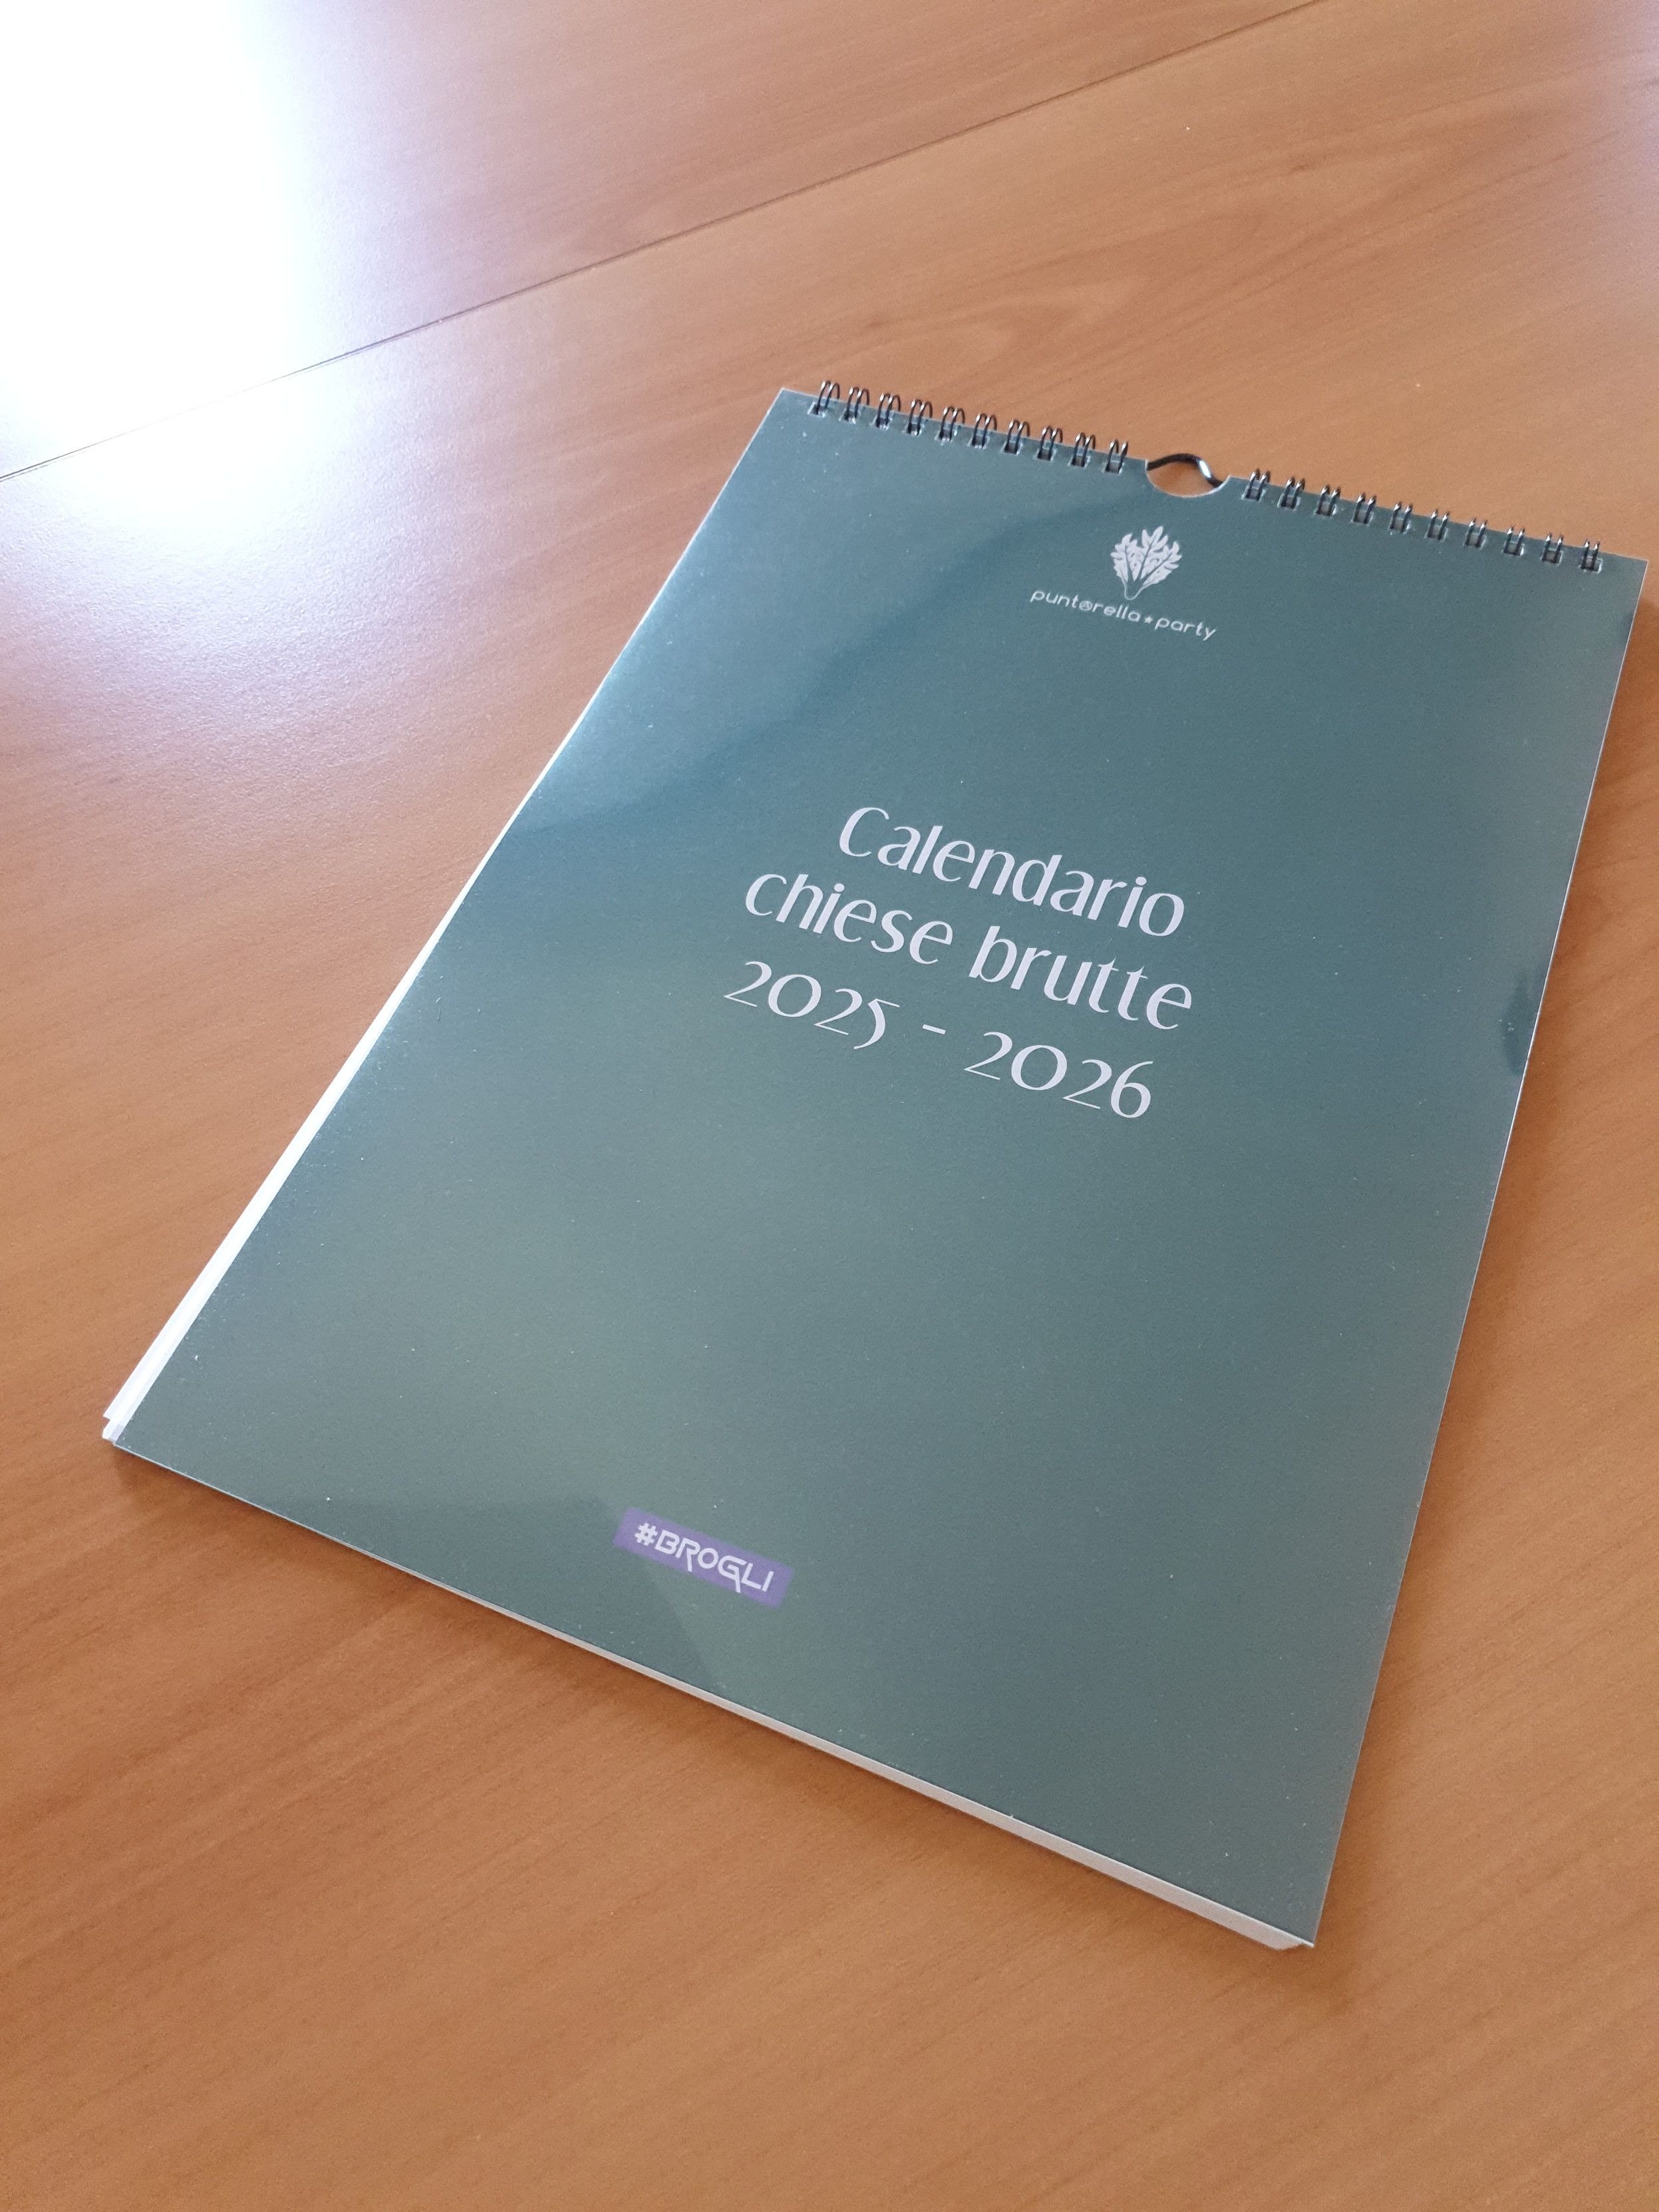 puntarella★party
Calendario
chiese brutte
2025 - 2026
#BROGLI